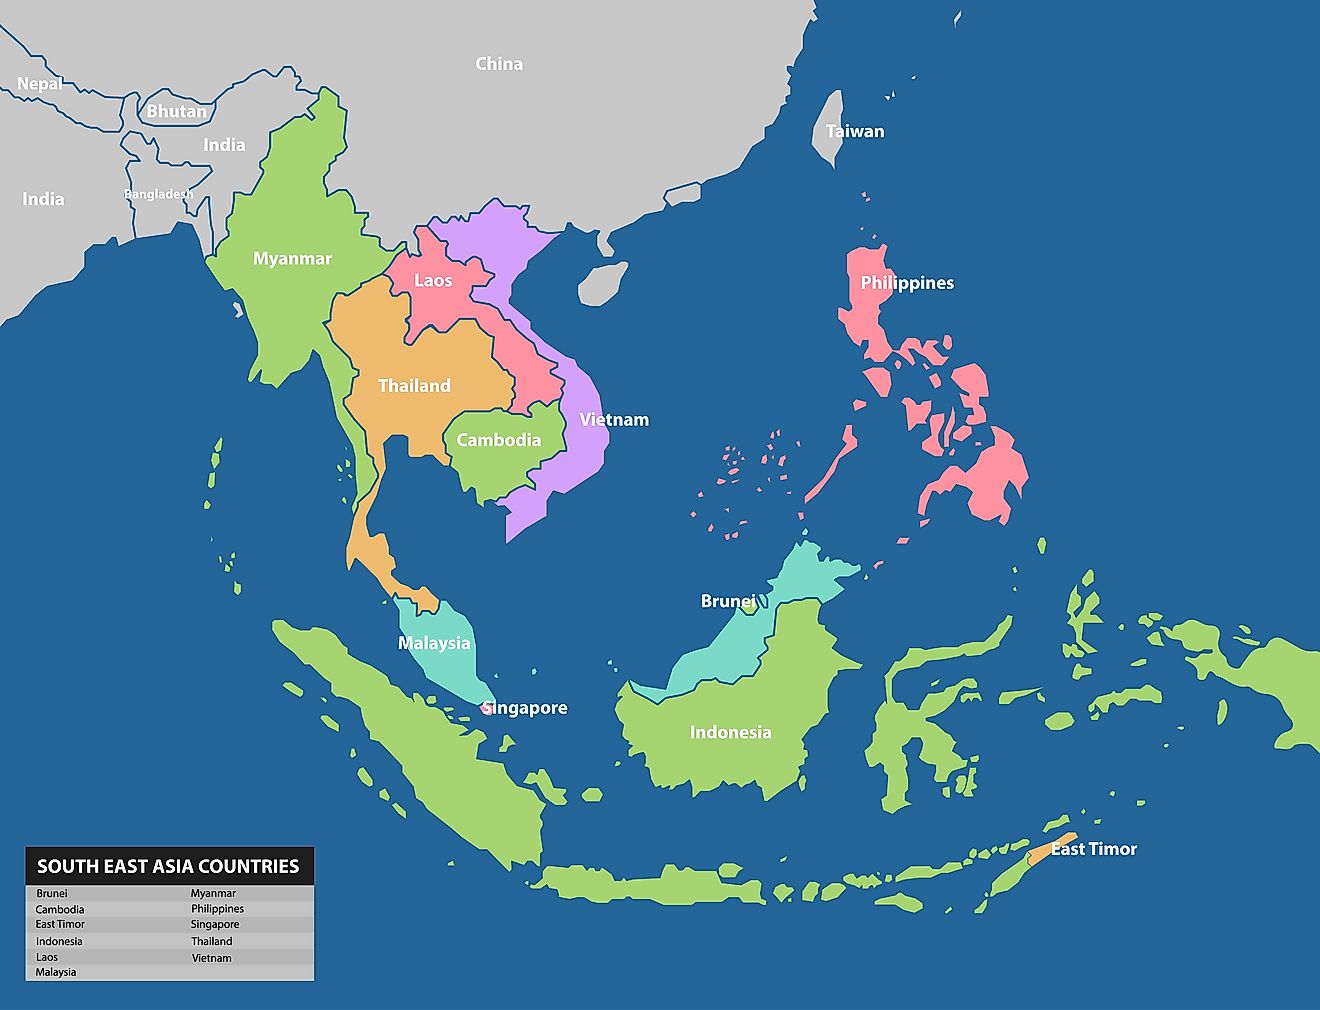 China
Nepal
Bhutan
Taiwan
India
Bangladesh
India
Myanmar
Laos
Philippines
Thailand
Vietnam
Cambodia
Brunei
Malaysia
Singapore
Indonesia
East Timor
SOUTH EAST ASIA COUNTRIES
Brunei Myanmar
Cambodia Philippines
East Timor Singapore
Indonesia Thailand
Laos Vietnam
Malaysia